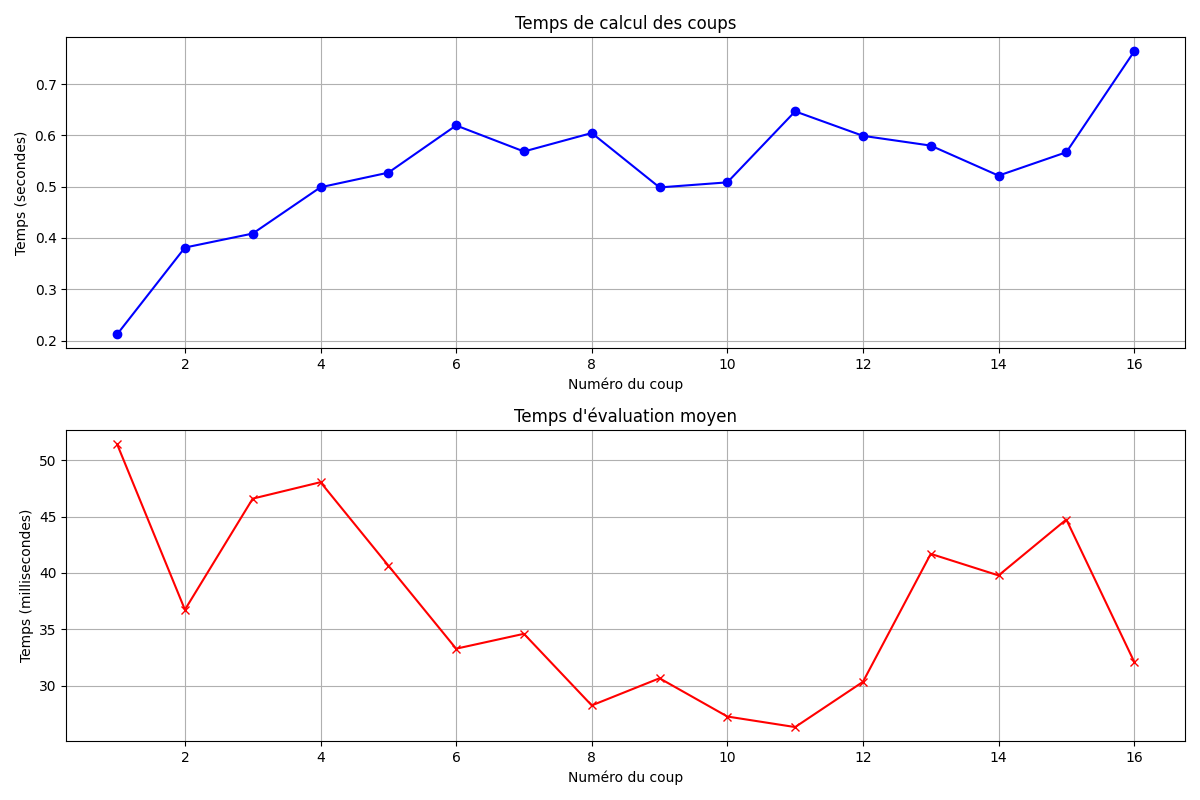 Temps de calcul des coups
Temps (secondes)
0.7
0.6
0.5
0.4
0.3
0.2
2 4 6 8 10 12 14 16
Numéro du coup
Temps d'évaluation moyen
Temps (millisecondes)
50
45
40
35
30
2 4 6 8 10 12 14 16
Numéro du coup